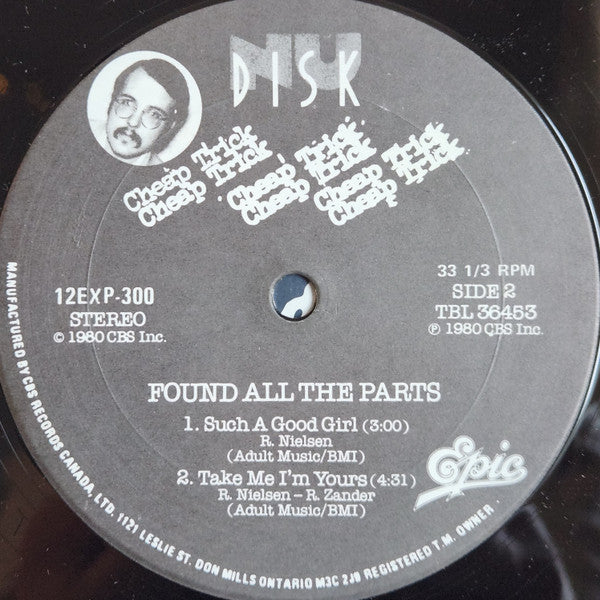 NU
DISK
Cheap Trick Cheap Trick Cheap Trick
Cheap Trick Cheap Trick Cheap Trick
12EXP-300
STEREO
© 1980 CBS Inc.
33 1/3 RPM
SIDE 2
TBL 36453
℗ 1980 CBS Inc.
FOUND ALL THE PARTS
1. Such A Good Girl (3:00)
R. Nielsen
(Adult Music/BMI)
2. Take Me I'm Yours (4:31)
R. Nielsen – R. Zander
(Adult Music/BMI)
Epic
MANUFACTURED BY CBS RECORDS CANADA, LTD. 1121 LESLIE ST. DON MILLS ONTARIO M3C 2J9 REGISTERED T.M. OWNER